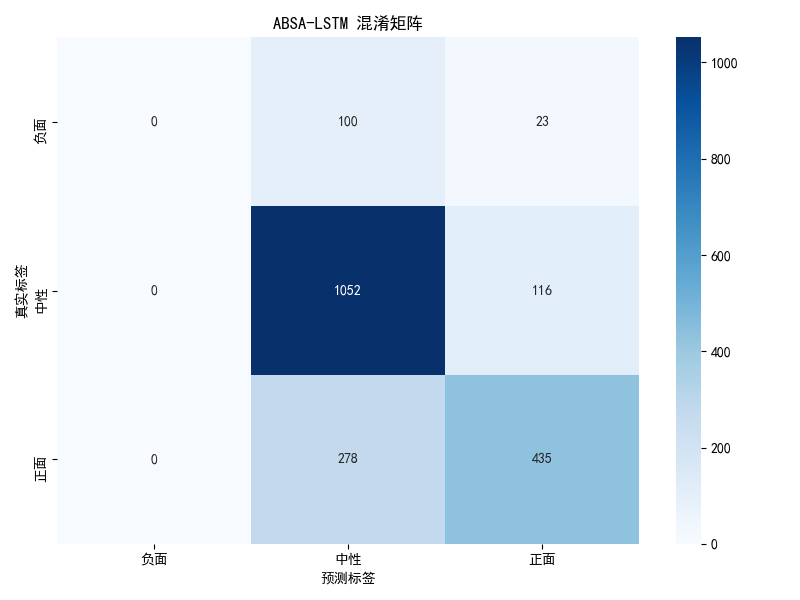 ABSA-LSTM 混淆矩阵
真实标签
负面
0 100 23
中性
0 1052 116
正面
0 278 435
负面 中性 正面
预测标签
1000
800
600
400
200
0